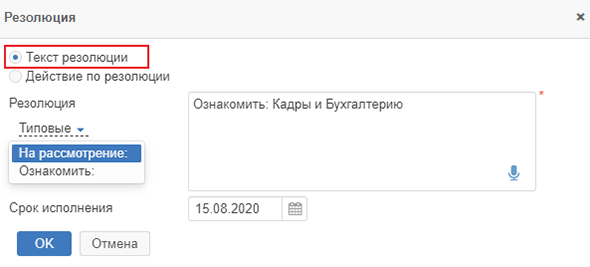 Резолюция
Текст резолюции
Действие по резолюции
Резолюция
Ознакомить: Кадры и Бухгалтерию
*
Типовые
На рассмотрение:
Ознакомить:
Срок исполнения
15.08.2020
OK
Отмена